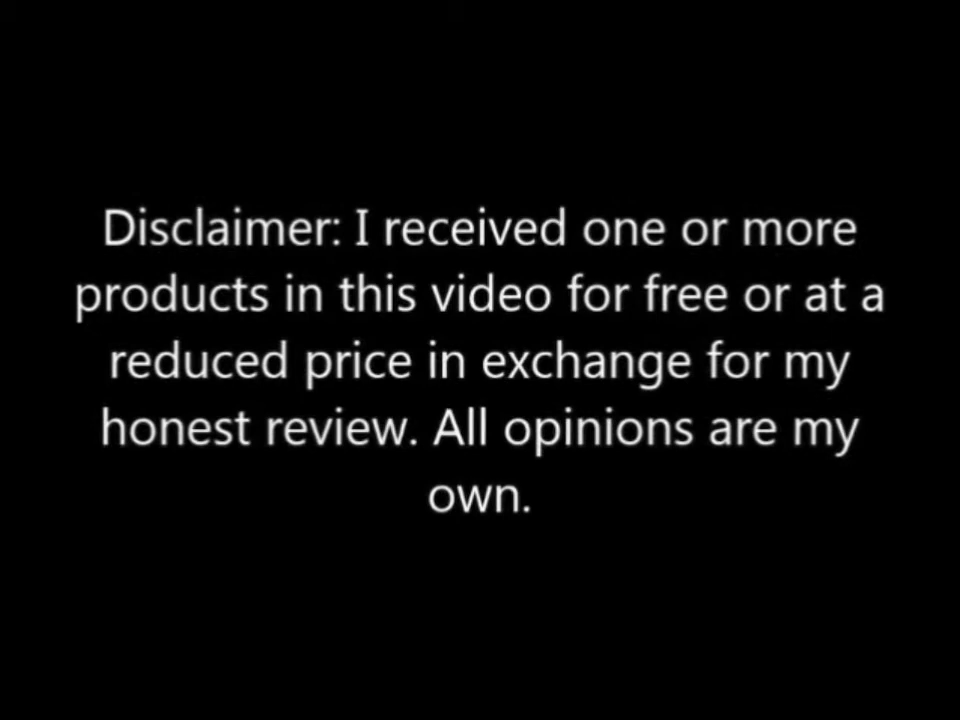 Disclaimer: I received one or more
products in this video for free or at a
reduced price in exchange for my
honest review. All opinions are my
own.